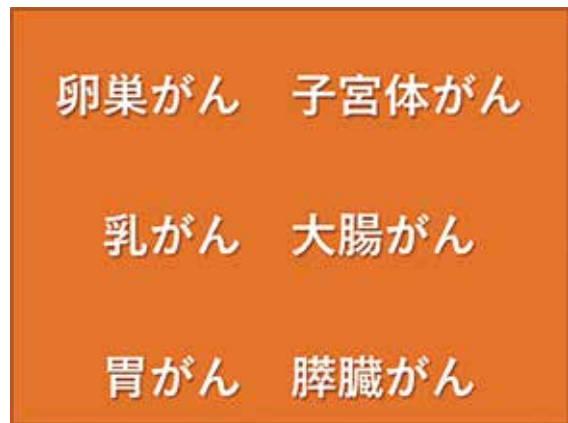 卵巣がん　子宮体がん
乳がん　大腸がん
胃がん　膵臓がん